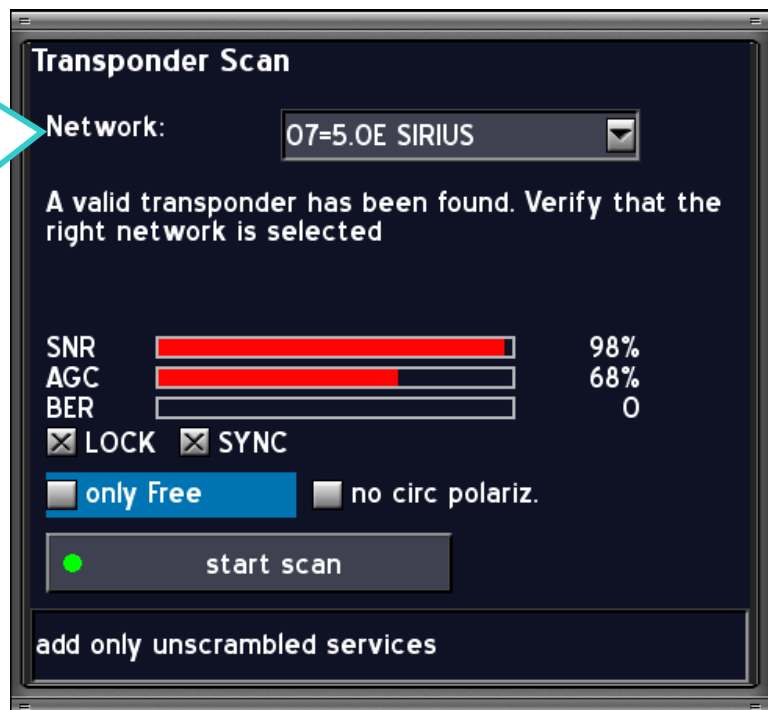 Transponder Scan
Network: 07=5.0E SIRIUS
A valid transponder has been found. Verify that the
right network is selected
SNR 98%
AGC 68%
BER 0
LOCK SYNC
only Free no circ polariz.
start scan
add only unscrambled services